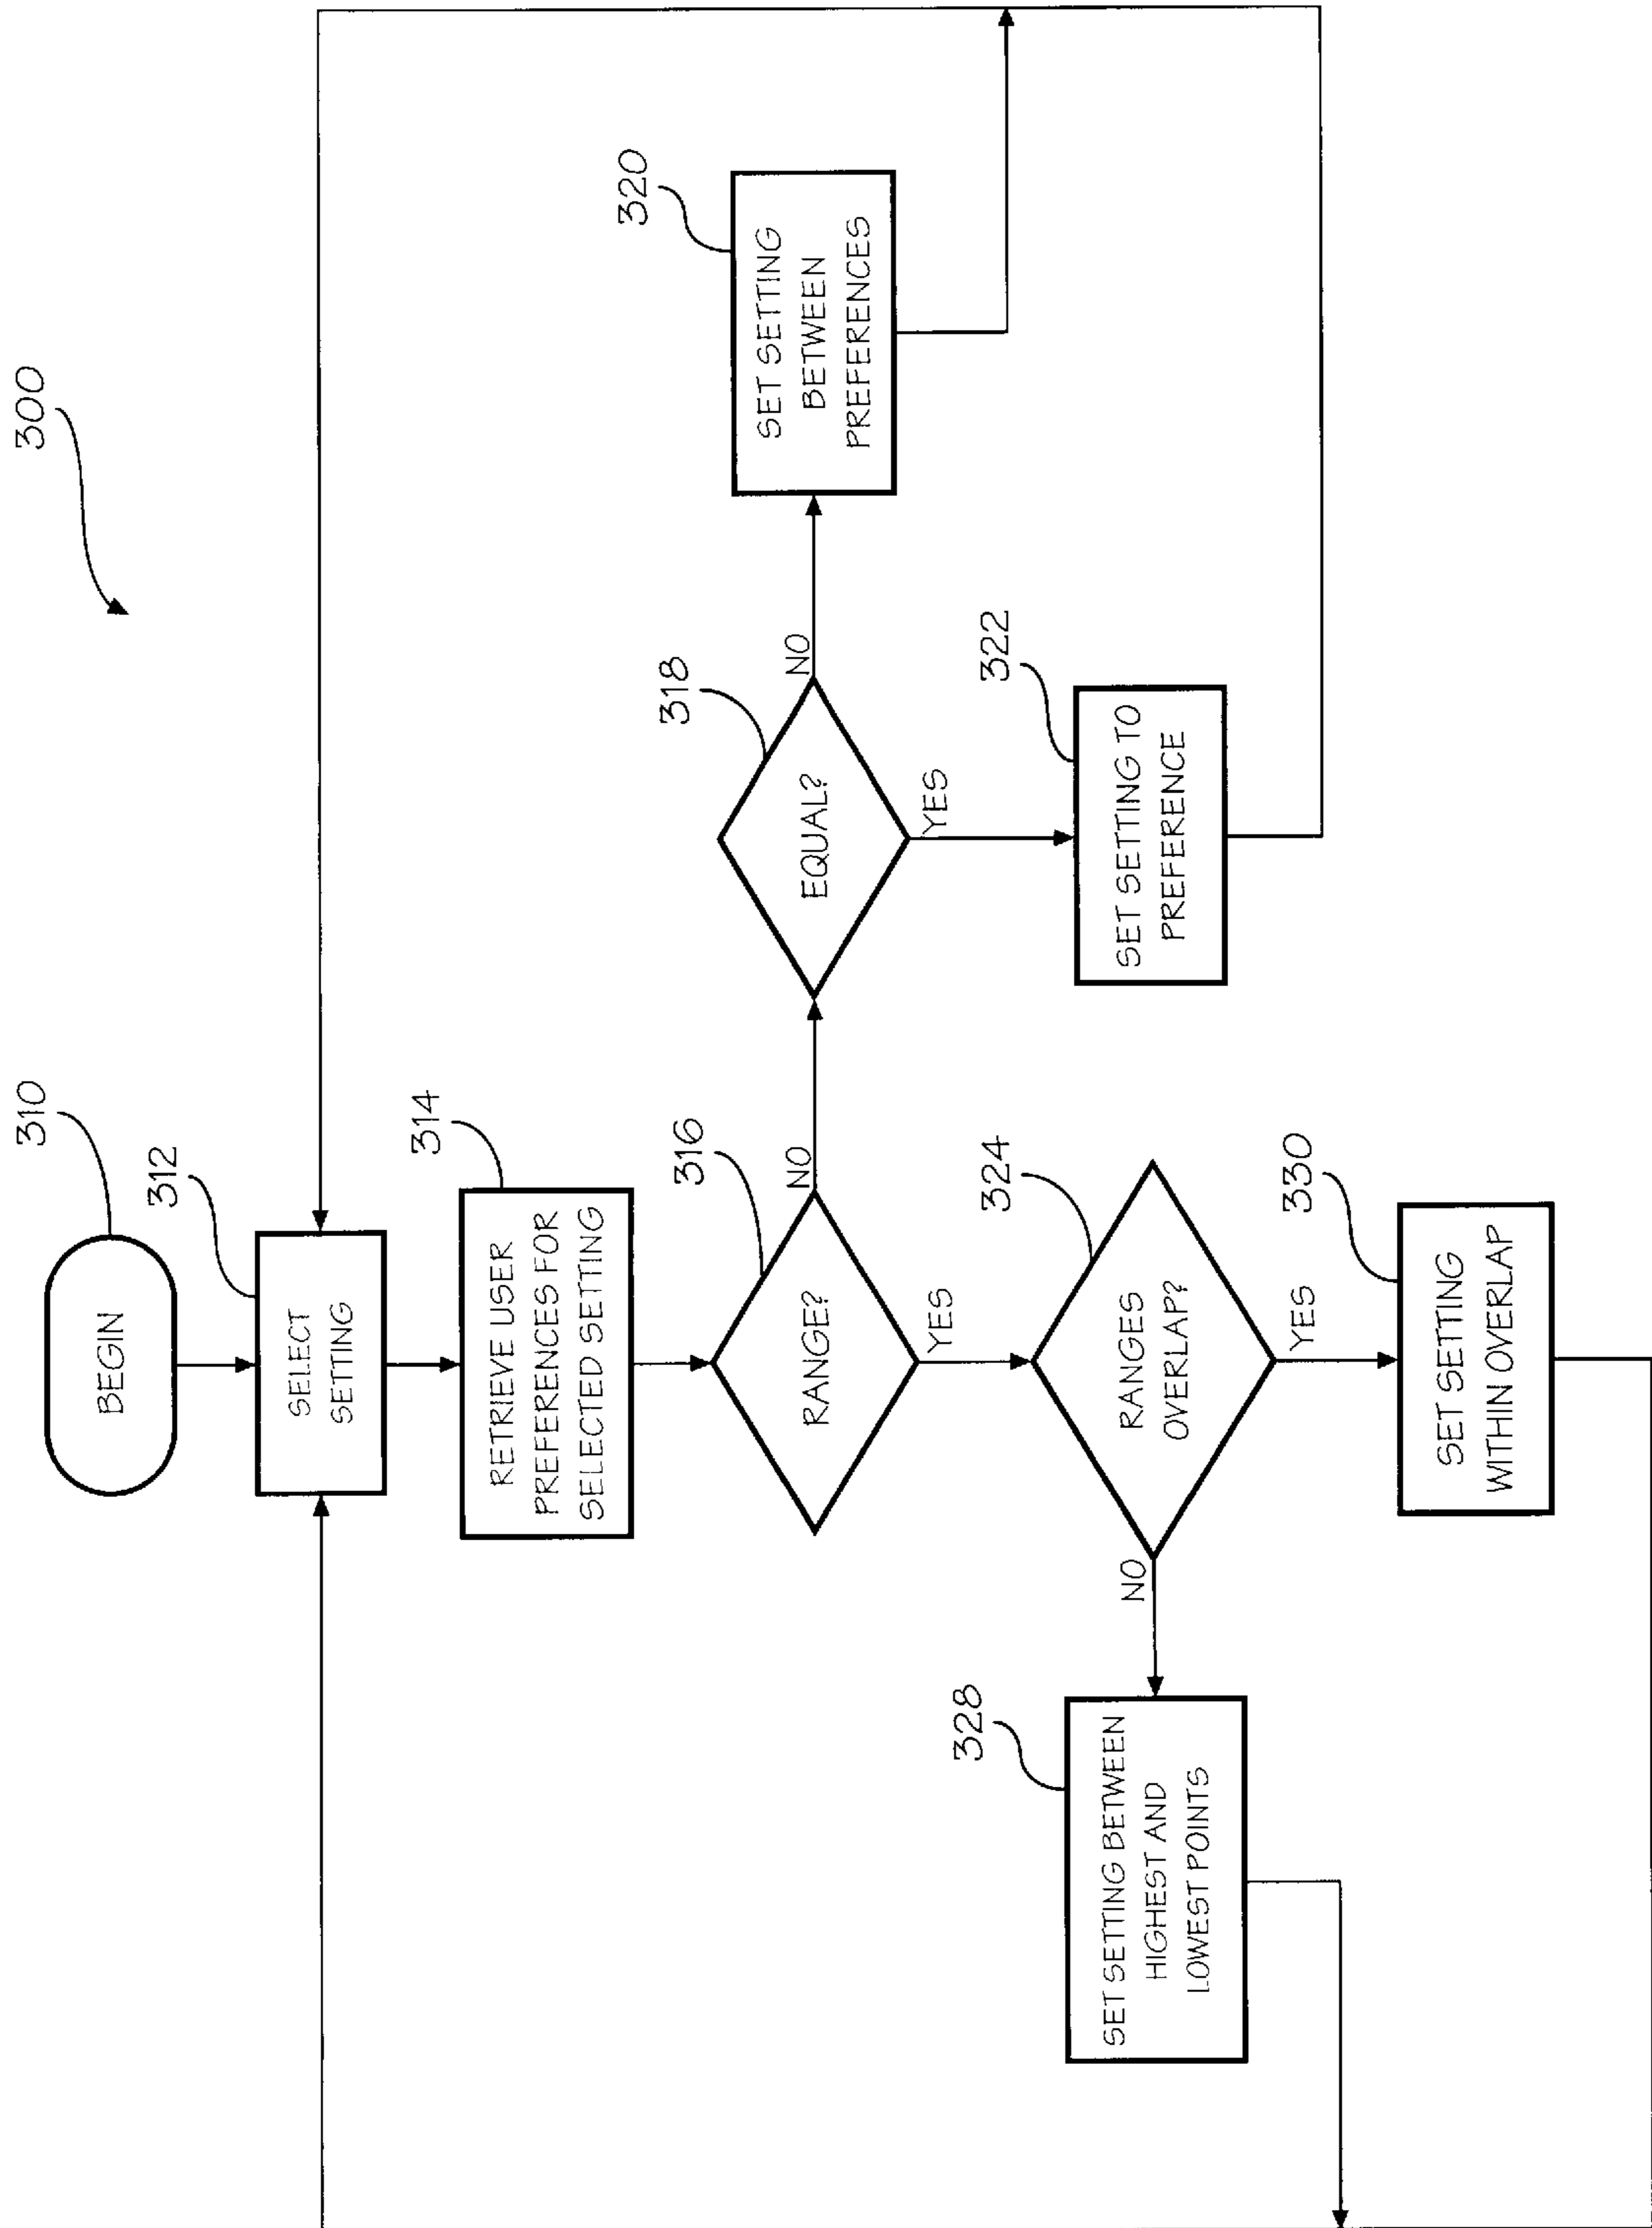 300
310
BEGIN
312
SELECT
SETTING
314
RETRIEVE USER
PREFERENCES FOR
SELECTED SETTING
316
RANGE?
NO
YES
318
EQUAL?
NO
YES
320
SET SETTING
BETWEEN
PREFERENCES
322
SET SETTING TO
PREFERENCE
324
RANGES
OVERLAP?
NO
YES
328
SET SETTING BETWEEN
HIGHEST AND
LOWEST POINTS
330
SET SETTING
WITHIN OVERLAP